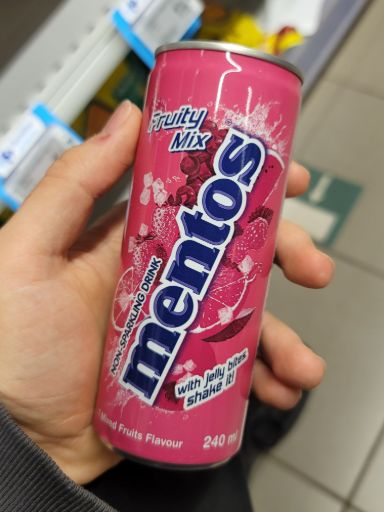 Fruity
Mix
mentos
NON-SPARKLING DRINK
with jelly bites
shake it!
Mixed Fruits Flavour
240 ml